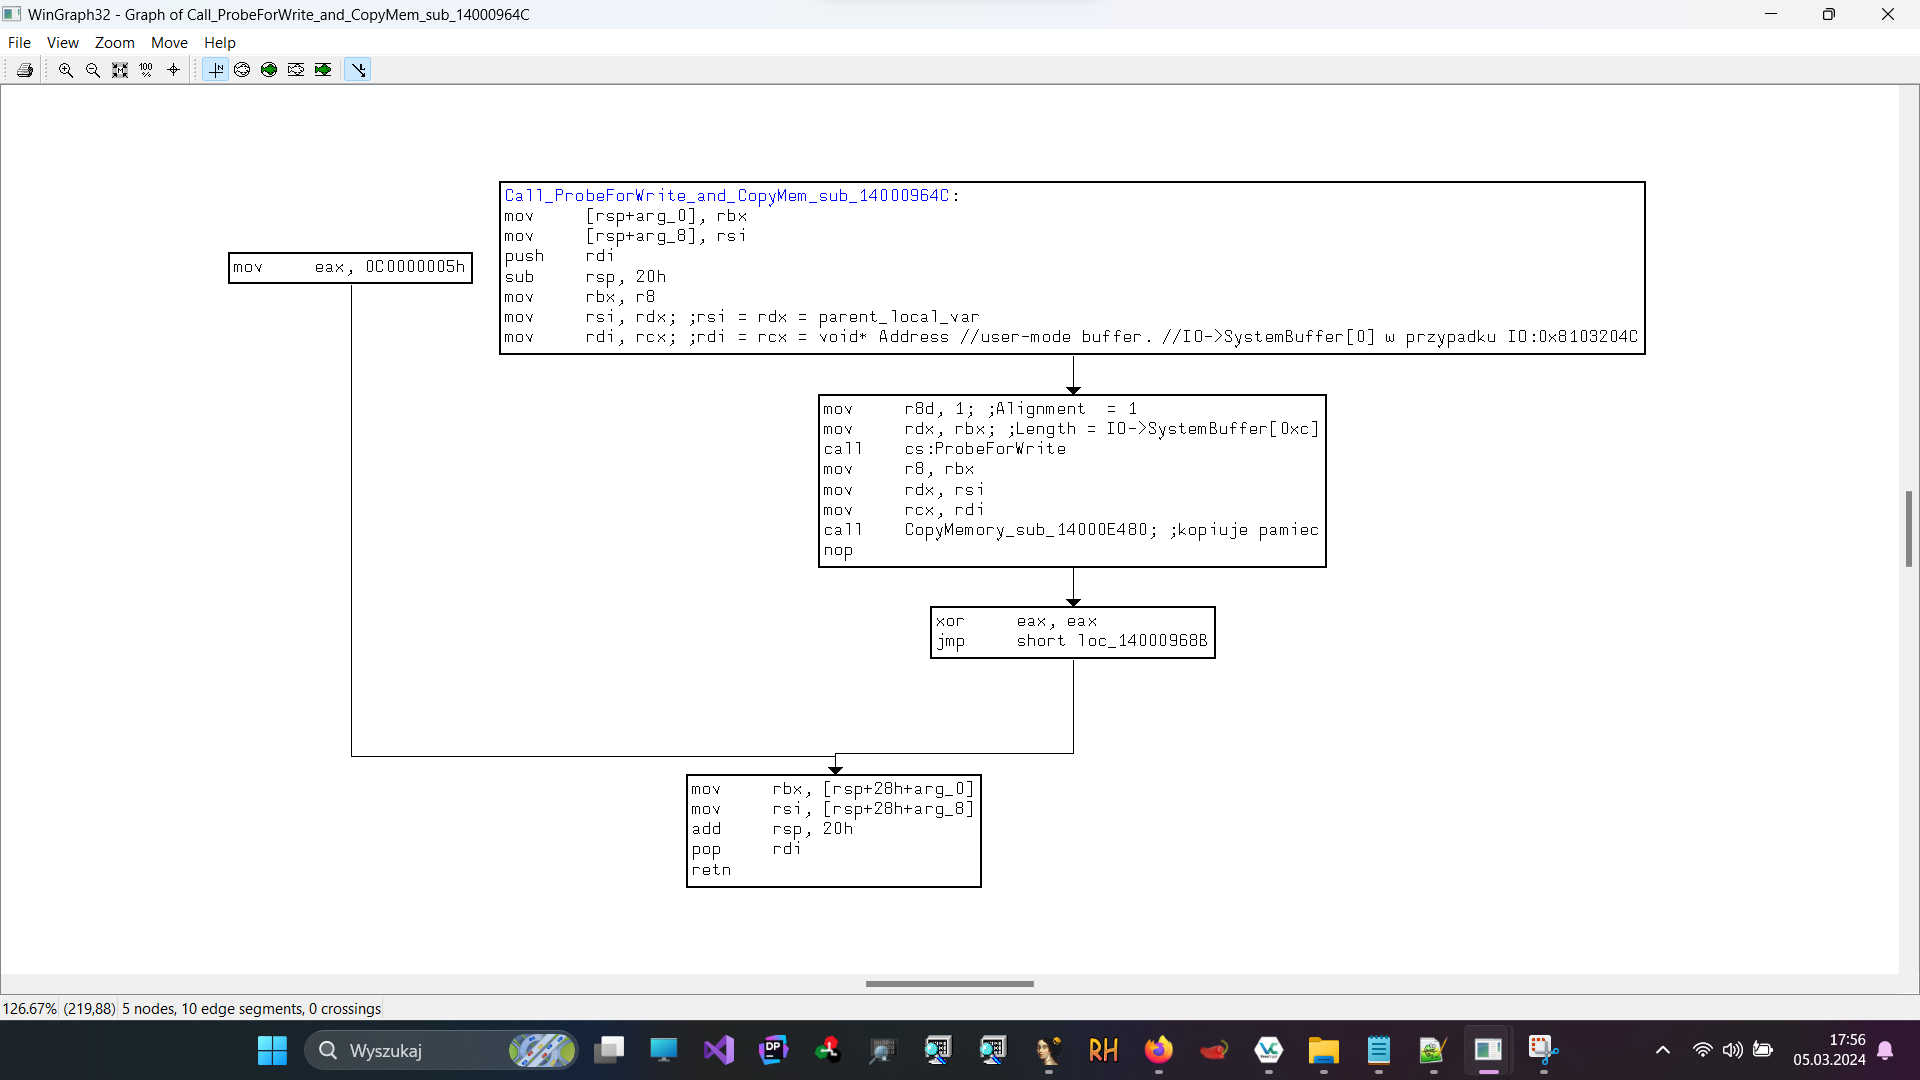 WinGraph32 - Graph of Call_ProbeForWrite_and_CopyMem_sub_14000964C
File View Zoom Move Help
100 %
Call_ProbeForWrite_and_CopyMem_sub_14000964C:
mov [rsp+arg_0], rbx
mov [rsp+arg_8], rsi
push rdi
sub rsp, 20h
mov rbx, r8
mov rsi, rdx; ;rsi = rdx = parent_local_var
mov rdi, rcx; ;rdi = rcx = void* Address //user-mode buffer. //IO->SystemBuffer[0] w przypadku IO:0x8103204C
mov eax, 0C0000005h
mov r8d, 1; ;Alignment = 1
mov rdx, rbx; ;Length = IO->SystemBuffer[0xc]
call cs:ProbeForWrite
mov r8, rbx
mov rdx, rsi
mov rcx, rdi
call CopyMemory_sub_14000E480; ;kopiuje pamiec
nop
xor eax, eax
jmp short loc_14000968B
mov rbx, [rsp+28h+arg_0]
mov rsi, [rsp+28h+arg_8]
add rsp, 20h
pop rdi
retn
126.67% (219,88) 5 nodes, 10 edge segments, 0 crossings
Wyszukaj
DP
RH
17:56
05.03.2024